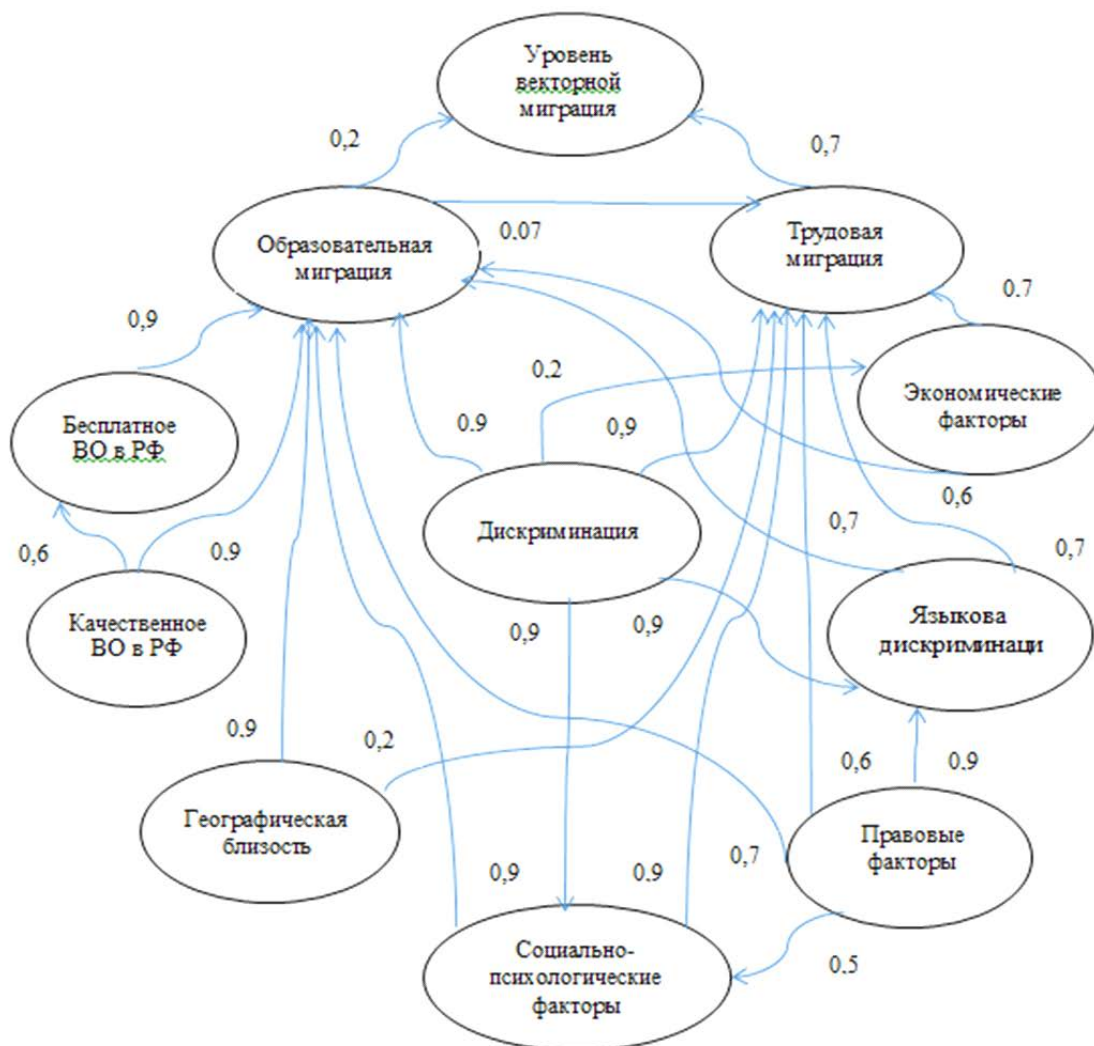 Уровень
векторной
миграция
0,2
0,7
Образовательная
миграция
0.07
Трудовая
миграция
0.7
0,9
0.2
Экономические
факторы
Бесплатное
ВО в РФ
0.9
0,9
0,6
Дискриминация
0,7
0,7
0,6
0.9
Качественное
ВО в РФ
0,9
0,9
Языкова
дискриминаци
0.9
0,2
0,6
0.9
Географическая
близость
Правовые
факторы
0,9
0.9
0,7
Социально-
психологические
факторы
0.5